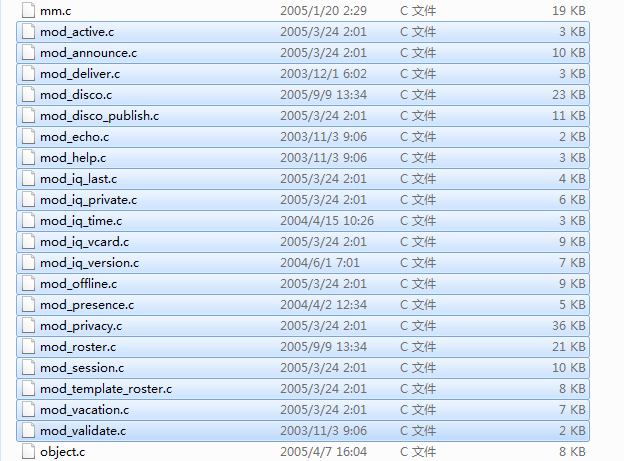 mm.c 2005/1/20 2:29 C 文件 19 KB
mod_active.c 2005/3/24 2:01 C 文件 3 KB
mod_announce.c 2005/3/24 2:01 C 文件 10 KB
mod_deliver.c 2003/12/1 6:02 C 文件 3 KB
mod_disco.c 2005/9/9 13:34 C 文件 23 KB
mod_disco_publish.c 2005/3/24 2:01 C 文件 11 KB
mod_echo.c 2003/11/3 9:06 C 文件 2 KB
mod_help.c 2003/11/3 9:06 C 文件 3 KB
mod_iq_last.c 2005/3/24 2:01 C 文件 4 KB
mod_iq_private.c 2005/3/24 2:01 C 文件 6 KB
mod_iq_time.c 2004/4/15 10:26 C 文件 3 KB
mod_iq_vcard.c 2005/3/24 2:01 C 文件 9 KB
mod_iq_version.c 2004/6/1 7:01 C 文件 7 KB
mod_offline.c 2005/3/24 2:01 C 文件 9 KB
mod_presence.c 2004/4/2 12:34 C 文件 5 KB
mod_privacy.c 2005/3/24 2:01 C 文件 36 KB
mod_roster.c 2005/9/9 13:34 C 文件 21 KB
mod_session.c 2005/3/24 2:01 C 文件 10 KB
mod_template_roster.c 2005/3/24 2:01 C 文件 8 KB
mod_vacation.c 2005/3/24 2:01 C 文件 7 KB
mod_validate.c 2003/11/3 9:06 C 文件 2 KB
object.c 2005/4/7 16:04 C 文件 8 KB